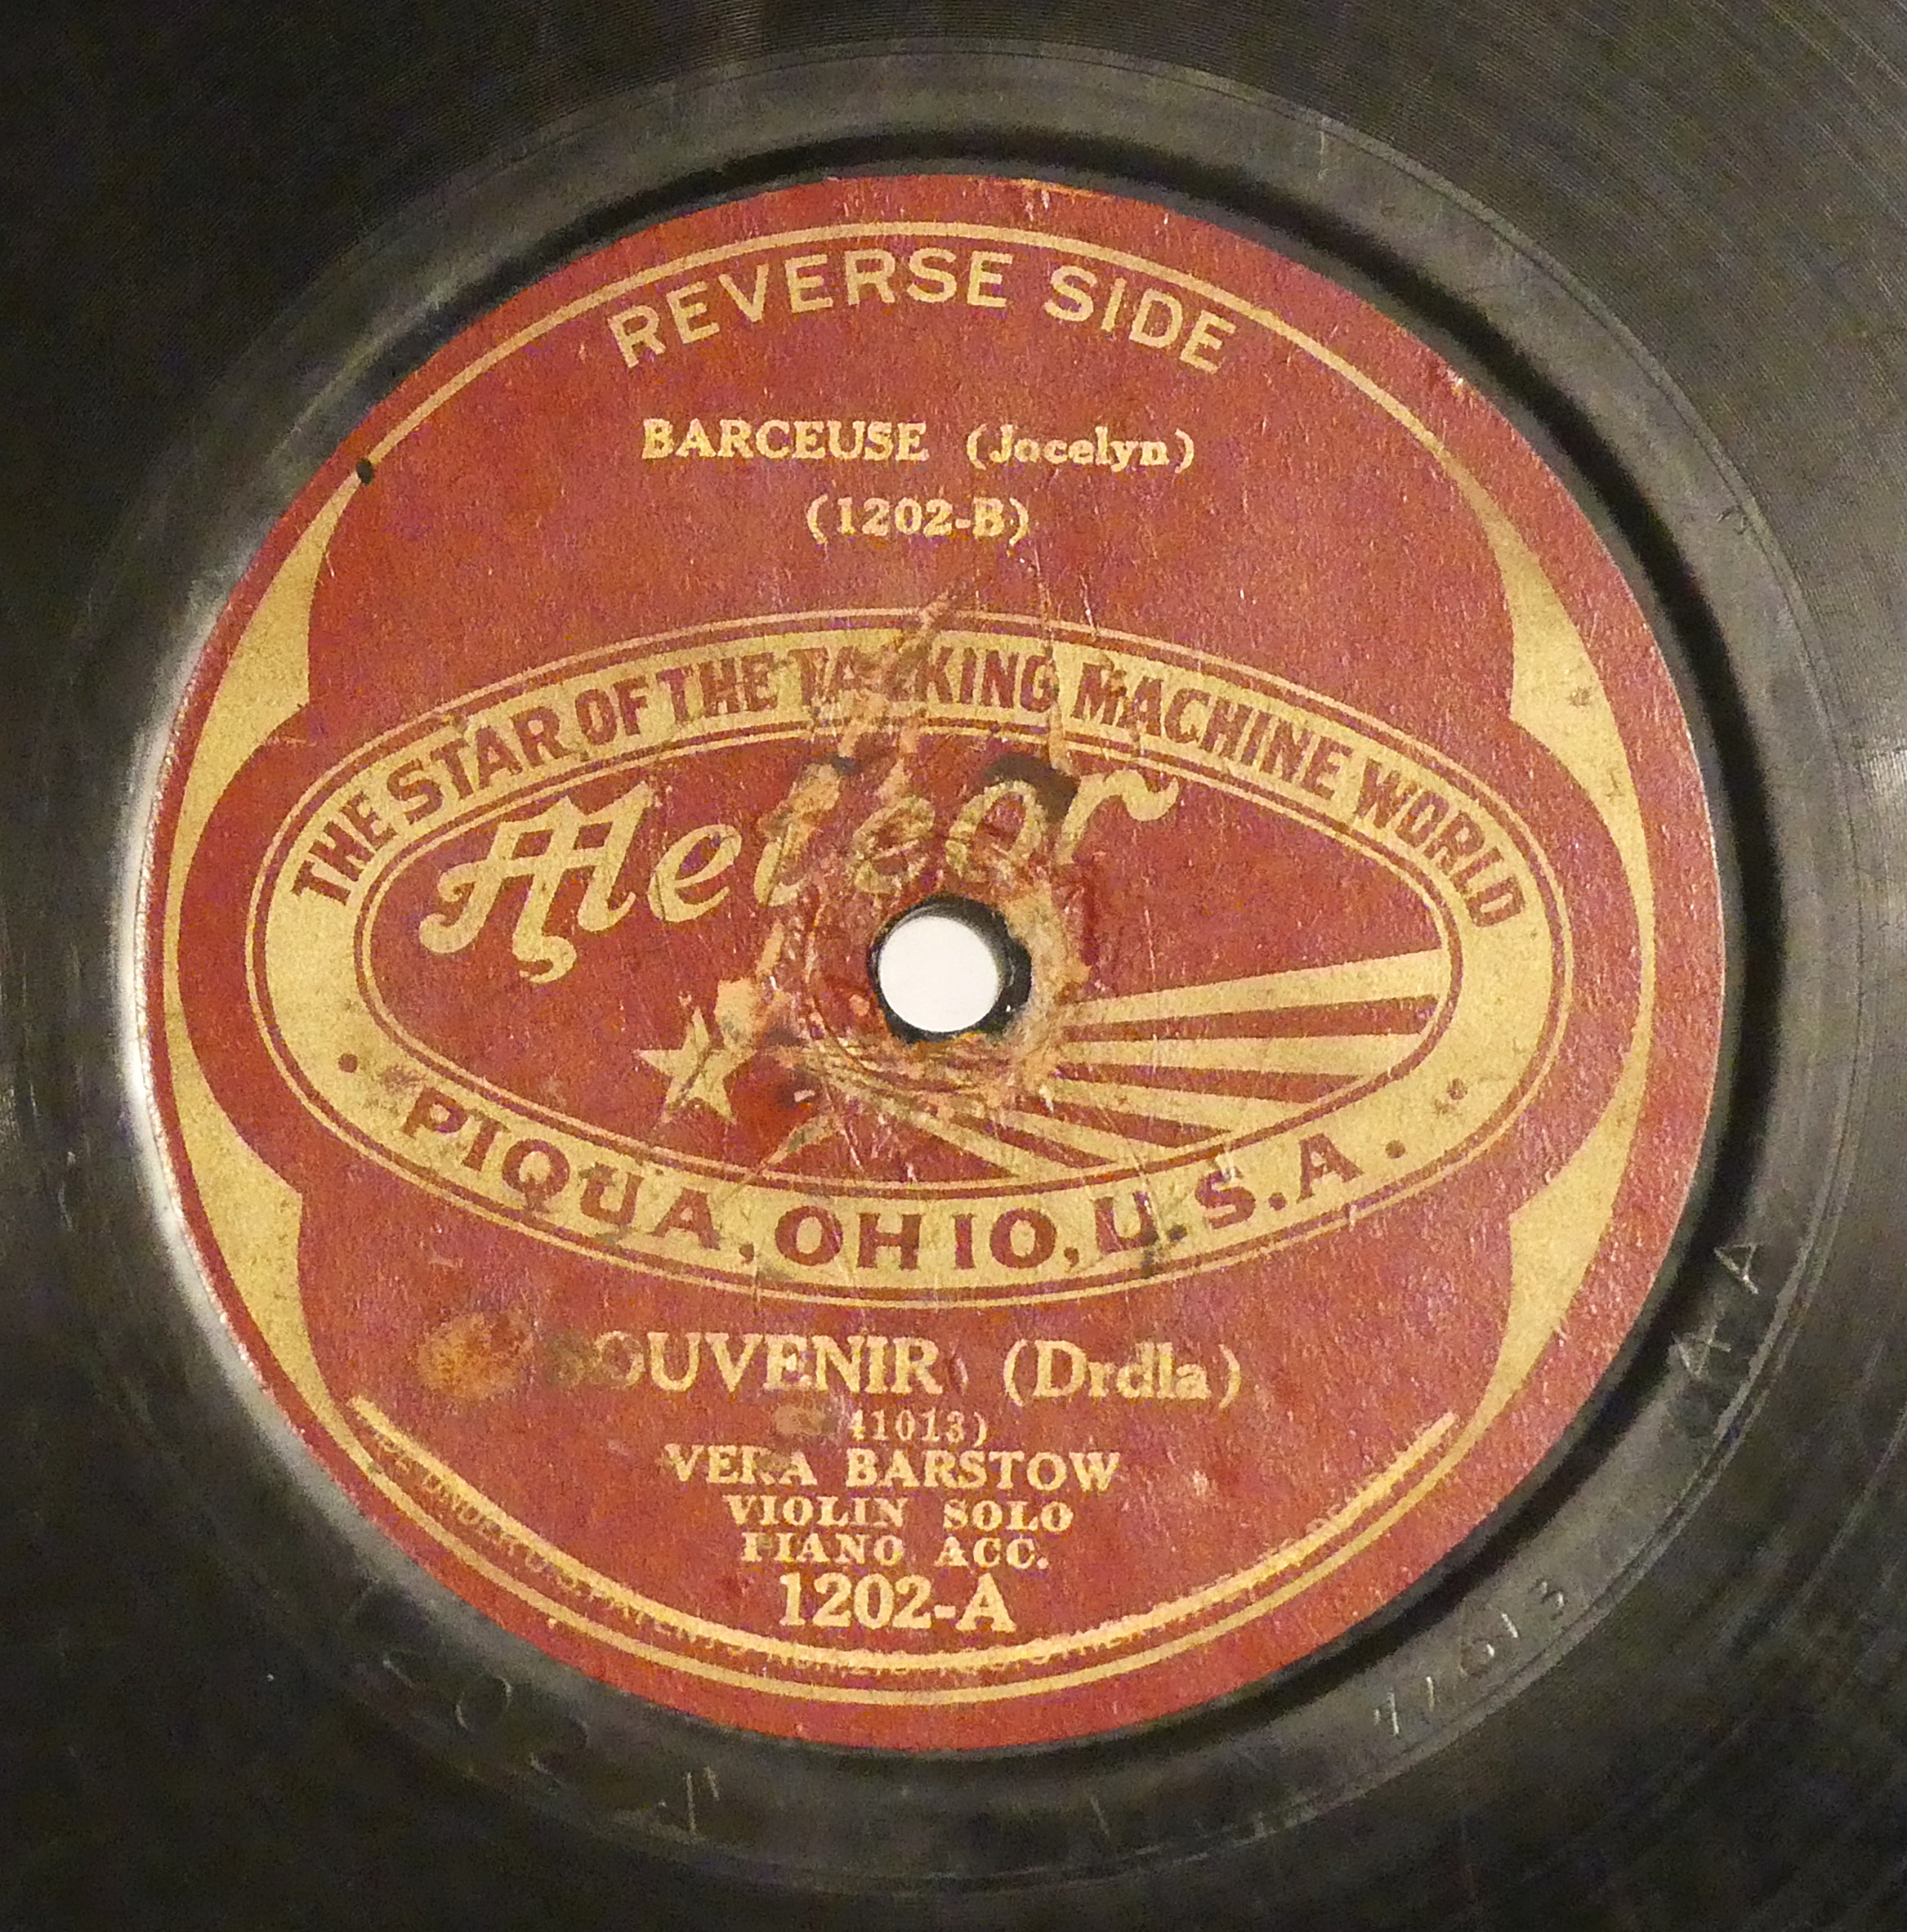 REVERSE SIDE
BARCEUSE (Jocelyn)
(1202-B)
THE STAR OF THE TALKING MACHINE WORLD
Meteor
• PIQUA, OHIO, U.S.A. •
SOUVENIR (Drdla)
41013)
VERA BARSTOW
VIOLIN SOLO
PIANO ACC.
1202-A